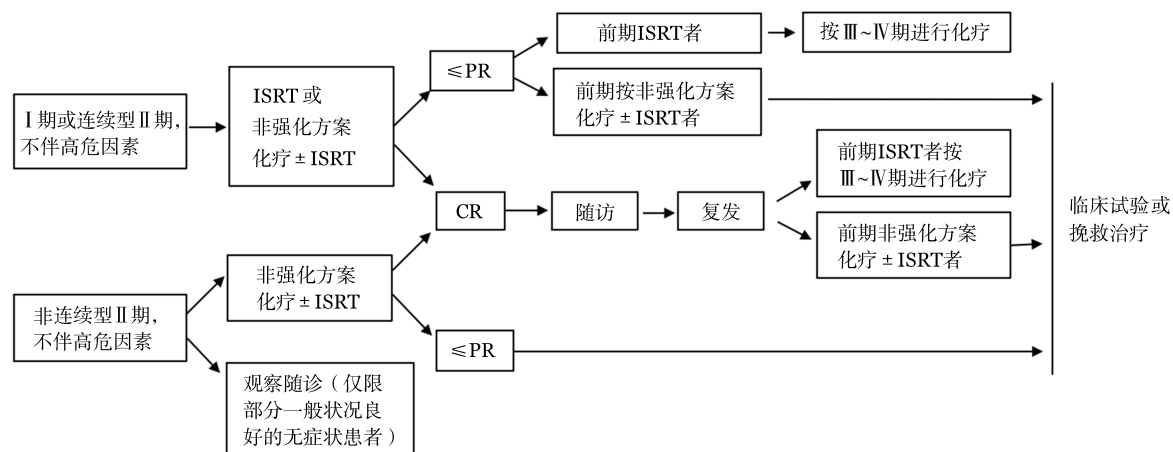 Ⅰ期或连续型Ⅱ期，
不伴高危因素
ISRT 或
非强化方案
化疗±ISRT
≤PR
前期ISRT者
按Ⅲ~Ⅳ期进行化疗
前期按非强化方案
化疗±ISRT者
CR
随访
复发
前期ISRT者按
Ⅲ~Ⅳ期进行化疗
前期非强化方案
化疗±ISRT者
临床试验或
挽救治疗
非连续型Ⅱ期，
不伴高危因素
非强化方案
化疗±ISRT
≤PR
观察随诊（仅限
部分一般状况良
好的无症状患者）